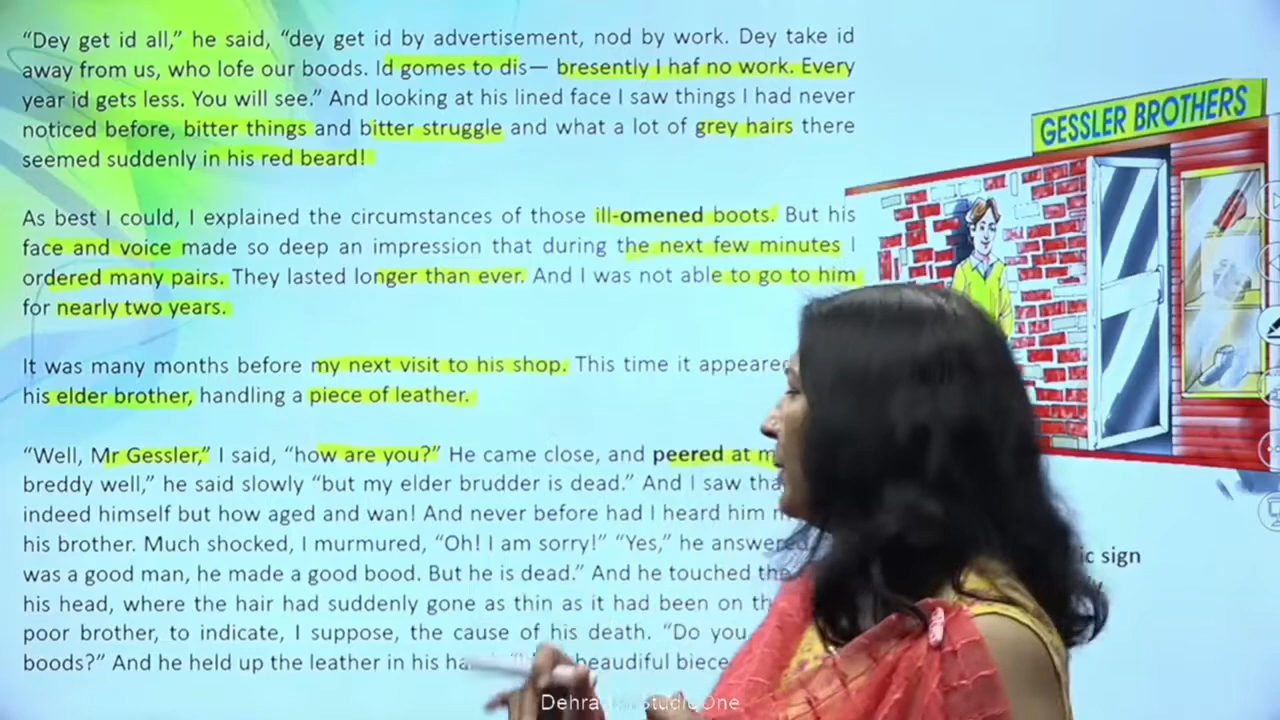 “Dey get id all,” he said, “dey get id by advertisement, nod by work. Dey take id
away from us, who lofe our boods. Id gomes to dis— bresently I haf no work. Every
year id gets less. You will see.” And looking at his lined face I saw things I had never
noticed before, bitter things and bitter struggle and what a lot of grey hairs there
seemed suddenly in his red beard!
GESSLER BROTHERS
As best I could, I explained the circumstances of those ill-omened boots. But his
face and voice made so deep an impression that during the next few minutes I
ordered many pairs. They lasted longer than ever. And I was not able to go to him
for nearly two years.
It was many months before my next visit to his shop. This time it appeared
his elder brother, handling a piece of leather.
“Well, Mr Gessler,” I said, “how are you?” He came close, and peered at
breddy well,” he said slowly “but my elder brudder is dead.” And I saw
indeed himself but how aged and wan! And never before had I heard him
his brother. Much shocked, I murmured, “Oh! I am sorry!” “Yes,” he answered
was a good man, he made a good bood. But he is dead.” And he touched the
his head, where the hair had suddenly gone as thin as it had been on
poor brother, to indicate, I suppose, the cause of his death. “Do you
boods?” And he held up the leather in his beaudiful biece
sign
StudioOne